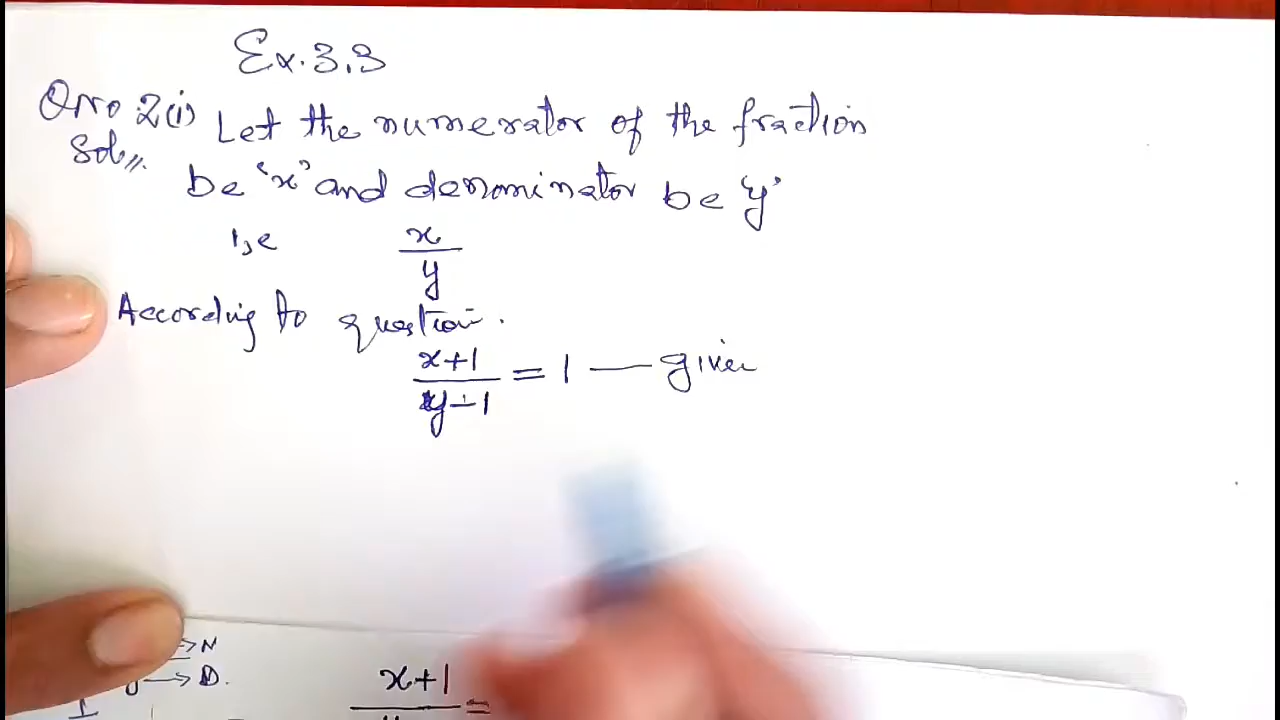 Ex. 3.3
Q No 2(i) Let the numerator of the fraction
Sol,,.
be "x" and denominator be 'y'
i,e x/y
According to question.
x+1/y-1 = 1 — given
→N
→D.
x+1
=